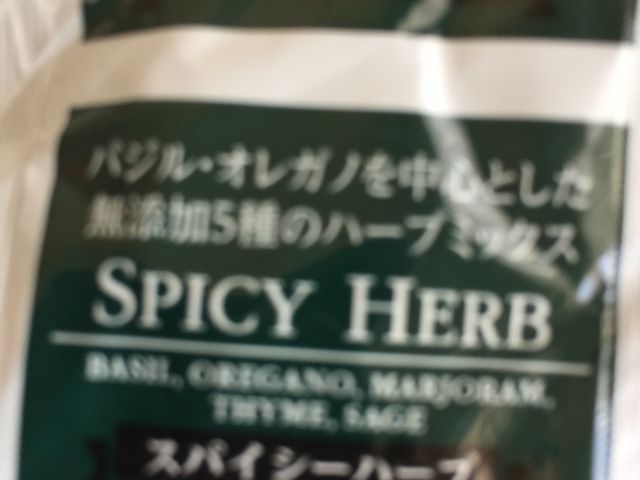 バジル・オレガノを中心とした
無添加5種のハーブミックス
SPICY HERB
BASIL, OREGANO, MARJORAM,
THYME, SAGE
スパイシーハーブ